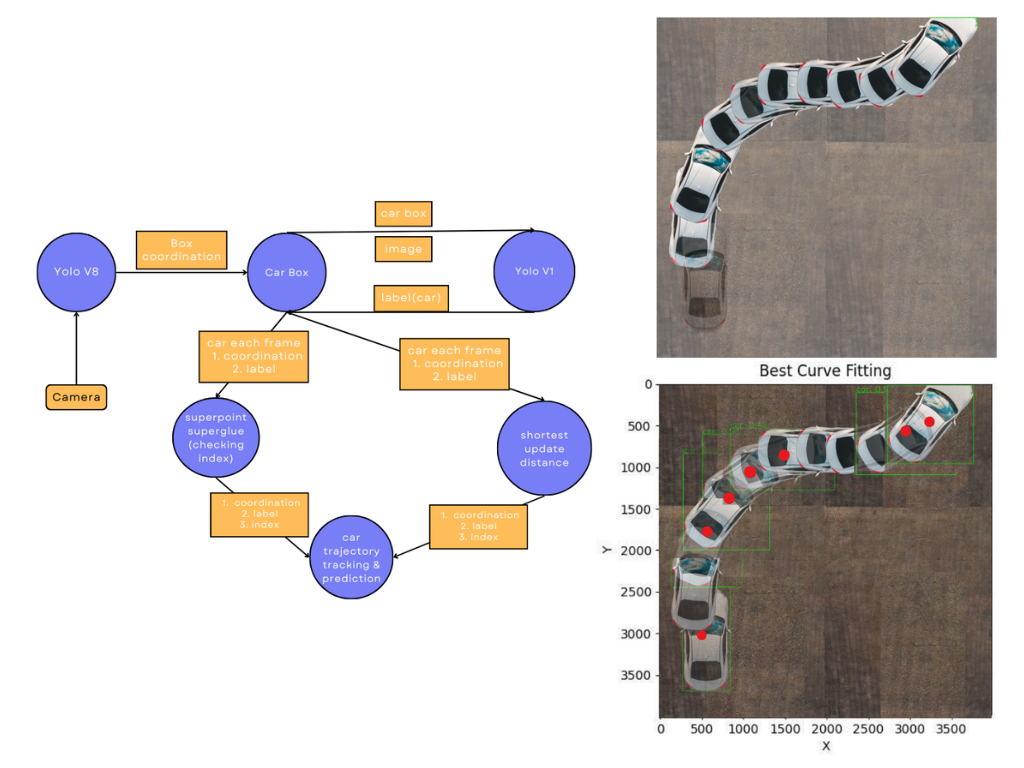 car box
Box
coordination
image
Yolo V8
Car Box
Yolo V1
label(car)
car each frame
1. coordination
2. label
car each frame
1. coordination
2. label
Camera
superpoint
superglue
(checking
index)
shortest
update
distance
1. coordination
2. label
3. index
1. coordination
2. label
3. index
car
trajectory
tracking &
prediction
Best Curve Fitting
0
500
1000
1500
2000
2500
3000
3500
Y
0
500
1000
1500
2000
2500
3000
3500
X